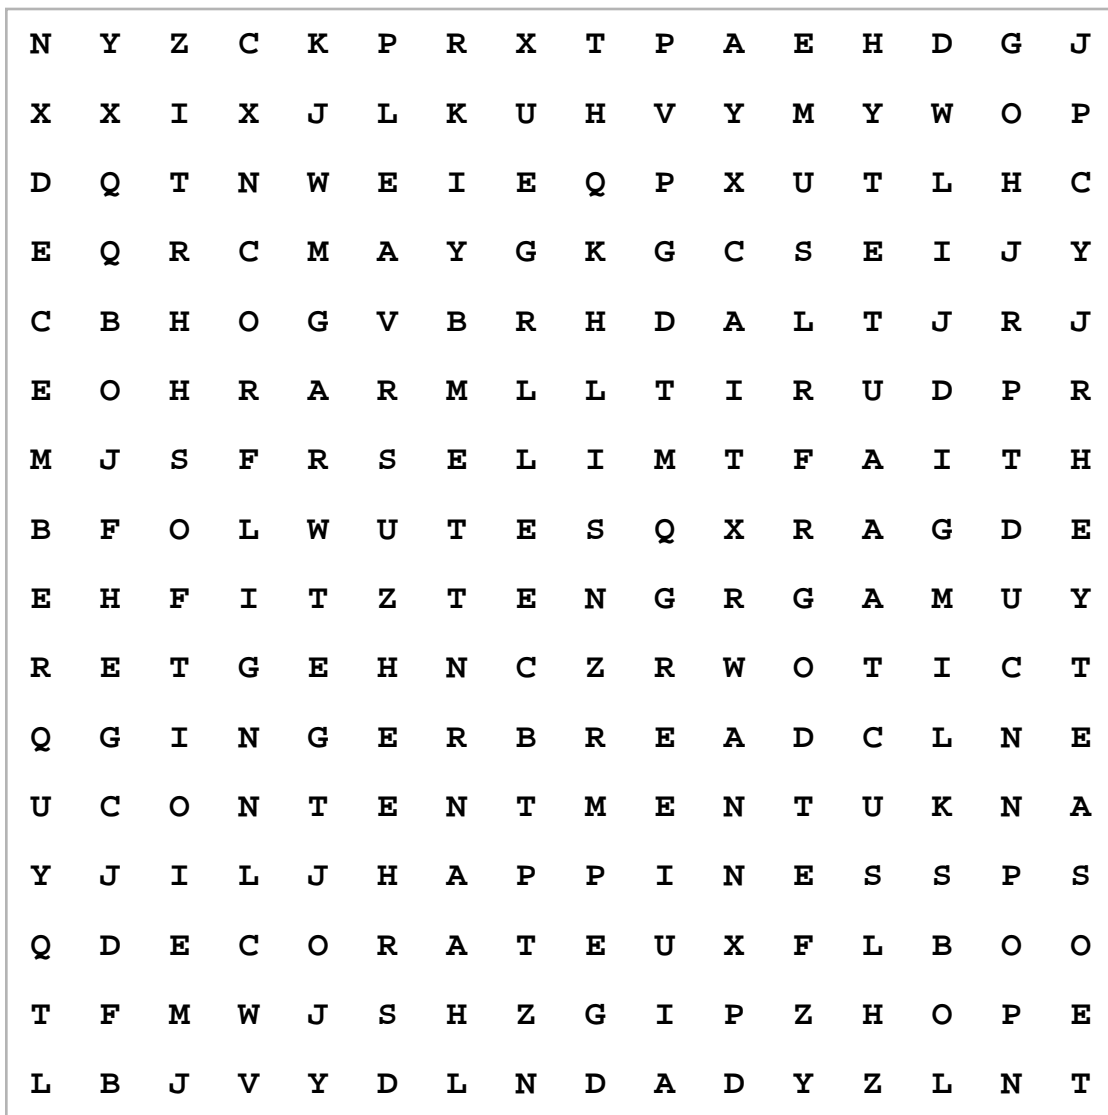 N Y Z C K P R X T P A E H D G J
X X I X J L K U H V Y M Y W O P
D Q T N W E I E Q P X U T L H C
E Q R C M A Y G K G C S E I J Y
C B H O G V B R H D A L T J R J
E O H R A R M L L T I R U D P R
M J S F R S E L I M T F A I T H
B F O L W U T E S Q X R A G D E
E H F I T Z T E N G R G A M U Y
R E T G E H N C Z R W O T I C T
Q G I N G E R B R E A D C L N E
U C O N T E N T M E N T U K N A
Y J I L J H A P P I N E S S P S
Q D E C O R A T E U X F L B O O
T F M W J S H Z G I P Z H O P E
L B J V Y D L N D A D Y Z L N T